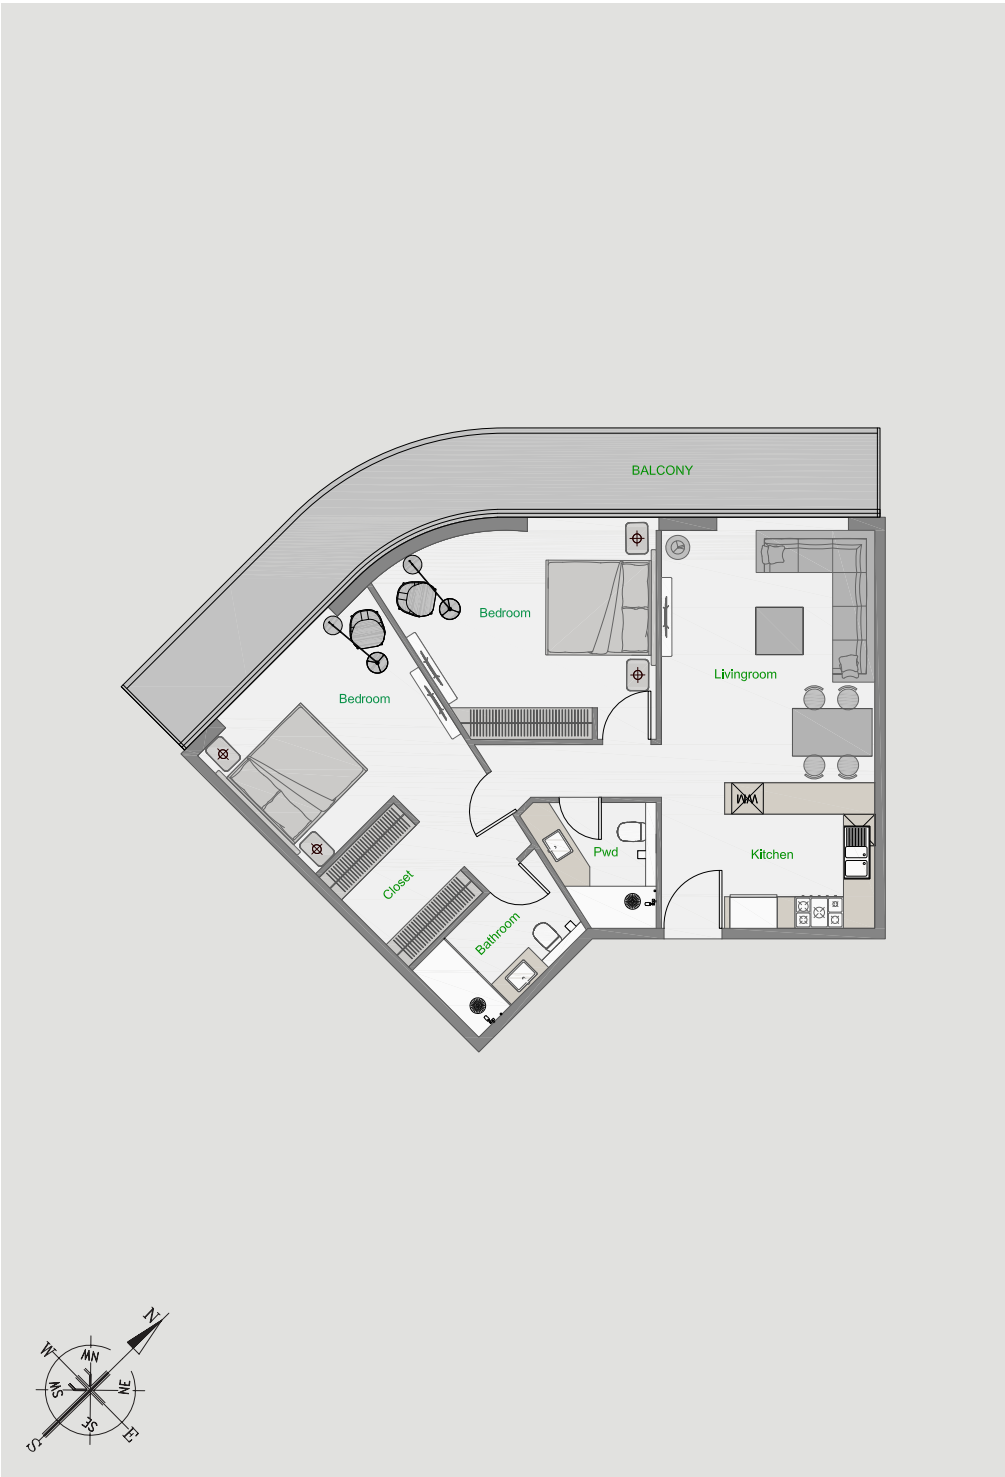 BALCONY
Bedroom
Livingroom
Bedroom
WM
Pwd
Kitchen
Closet
Bathroom
N
W
NW
SW
NE
SE
S
E